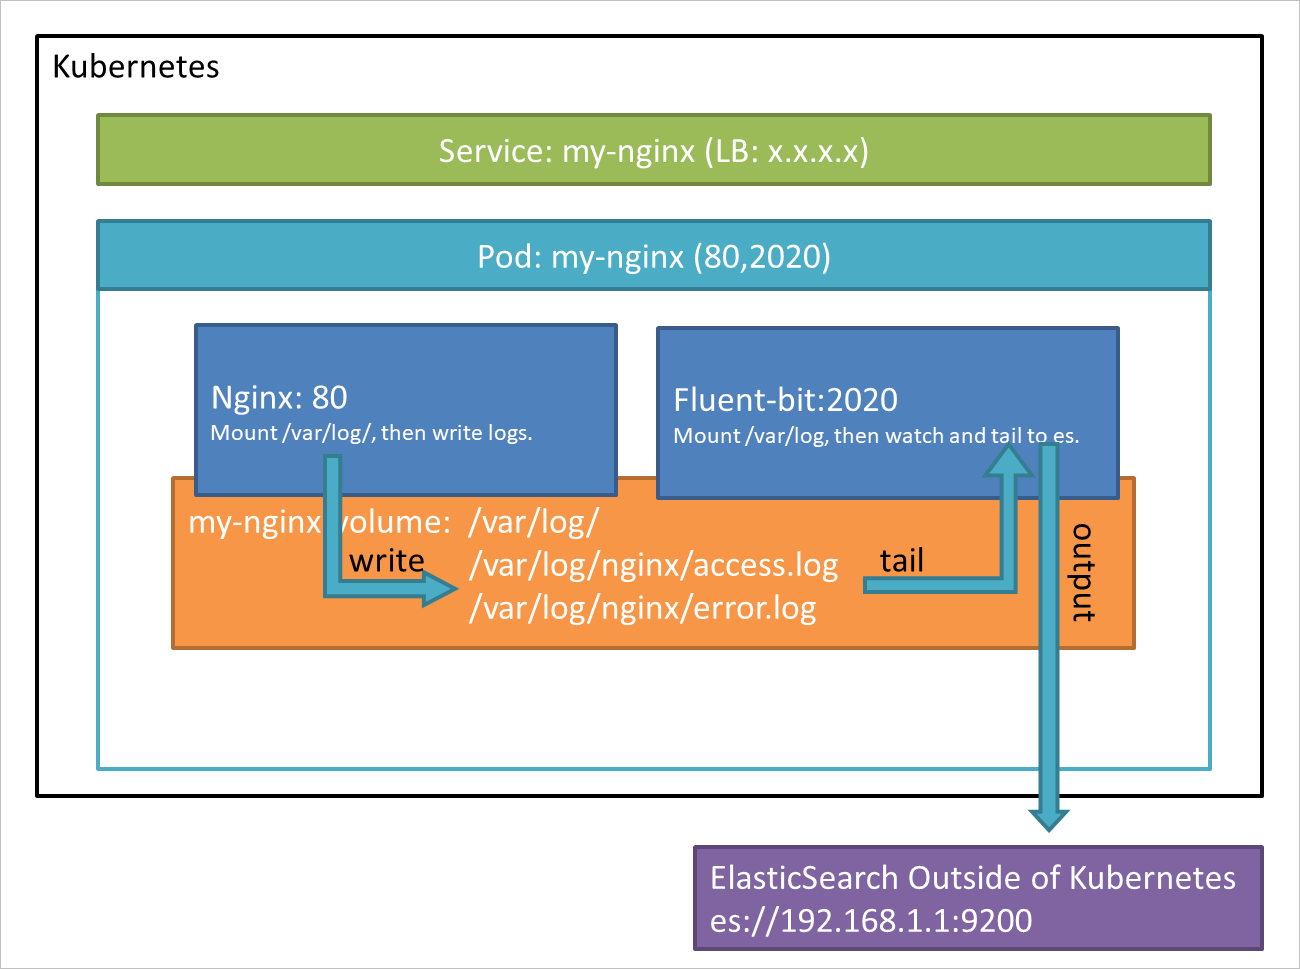 Kubernetes
Service: my-nginx (LB: x.x.x.x)
Pod: my-nginx (80,2020)
Nginx: 80
Mount /var/log/, then write logs.
Fluent-bit:2020
Mount /var/log, then watch and tail to es.
my-nginx volume: /var/log/
write
/var/log/nginx/access.log
tail
/var/log/nginx/error.log
output
ElasticSearch Outside of Kubernetes
es://192.168.1.1:9200